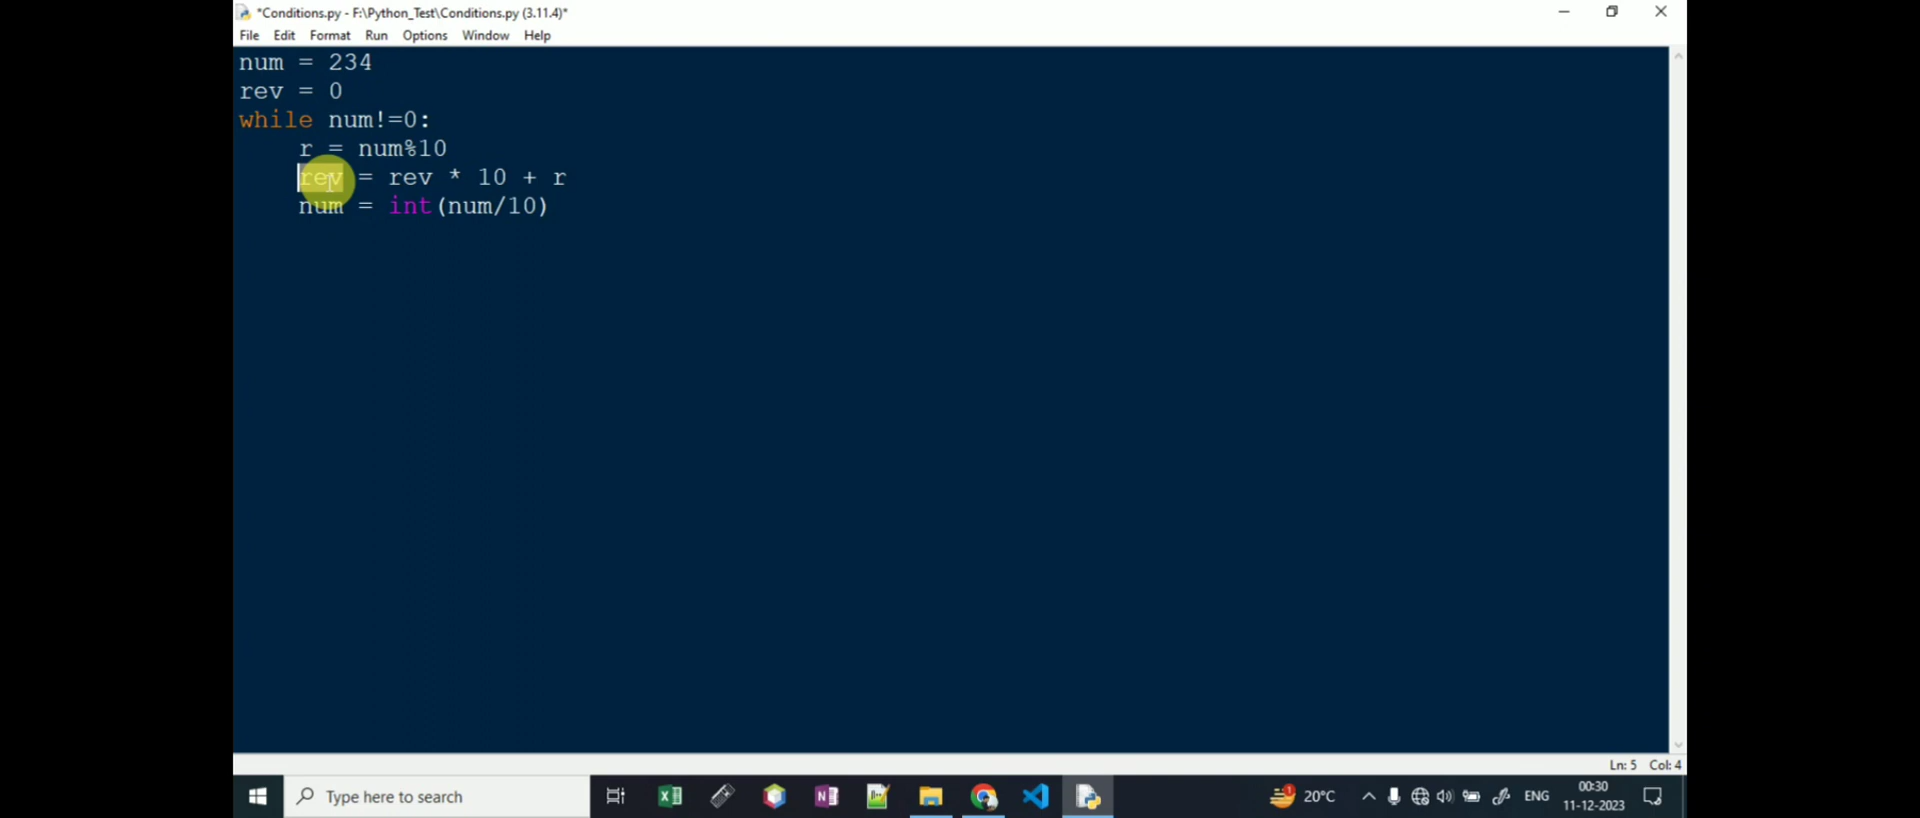 *Conditions.py - F:\Python_Test\Conditions.py (3.11.4)*
File Edit Format Run Options Window Help
num = 234
rev = 0
while num!=0:
    r = num%10
    rev = rev * 10 + r
    num = int(num/10)
Ln: 5 Col: 4
Type here to search
20°C
ENG
00:30
11-12-2023